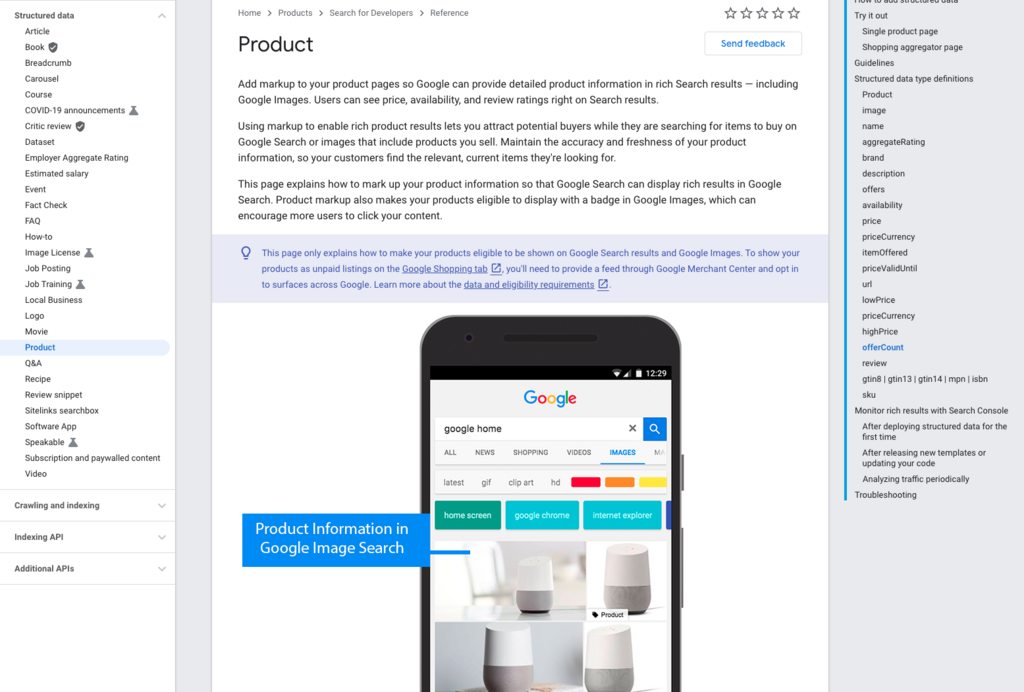 Structured data
Article
Book
Breadcrumb
Carousel
Course
COVID-19 announcements
Critic review
Dataset
Employer Aggregate Rating
Estimated salary
Event
Fact Check
FAQ
How-to
Image License
Job Posting
Job Training
Local Business
Logo
Movie
Product
Q&A
Recipe
Review snippet
Sitelinks searchbox
Software App
Speakable
Subscription and paywalled content
Video
Crawling and indexing
Indexing API
Additional APIs
Home > Products > Search for Developers > Reference
Product
Send feedback
Add markup to your product pages so Google can provide detailed product information in rich Search results — including
Google Images. Users can see price, availability, and review ratings right on Search results.
Using markup to enable rich product results lets you attract potential buyers while they are searching for items to buy on
Google Search or images that include products you sell. Maintain the accuracy and freshness of your product
information, so your customers find the relevant, current items they're looking for.
This page explains how to mark up your product information so that Google Search can display rich results in Google
Search. Product markup also makes your products eligible to display with a badge in Google Images, which can
encourage more users to click your content.
This page only explains how to make your products eligible to be shown on Google Search results and Google Images. To show your
products as unpaid listings on the Google Shopping tab , you'll need to provide a feed through Google Merchant Center and opt in
to surfaces across Google. Learn more about the data and eligibility requirements .
12:29
Google
google home
ALL NEWS SHOPPING VIDEOS IMAGES MA
latest gif clip art hd
home screen google chrome internet explorer
Product Information in
Google Image Search
Product
How to add structured data
Try it out
Single product page
Shopping aggregator page
Guidelines
Structured data type definitions
Product
image
name
aggregateRating
brand
description
offers
availability
price
priceCurrency
itemOffered
priceValidUntil
url
lowPrice
priceCurrency
highPrice
offerCount
review
gtin8 | gtin13 | gtin14 | mpn | isbn
sku
Monitor rich results with Search Console
After deploying structured data for the
first time
After releasing new templates or
updating your code
Analyzing traffic periodically
Troubleshooting